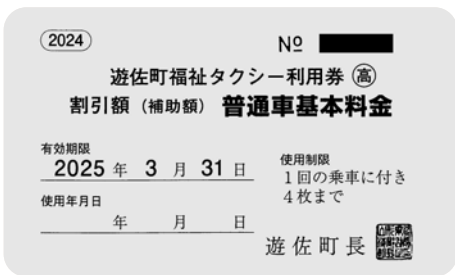 2024
№
遊佐町福祉タクシー利用券 ㊤高
割引額（補助額） 普通車基本料金
有効期限
2025 年 3 月 31 日
使用年月日
年 月 日
使用制限
1回の乗車に付き
4枚まで
遊佐町長